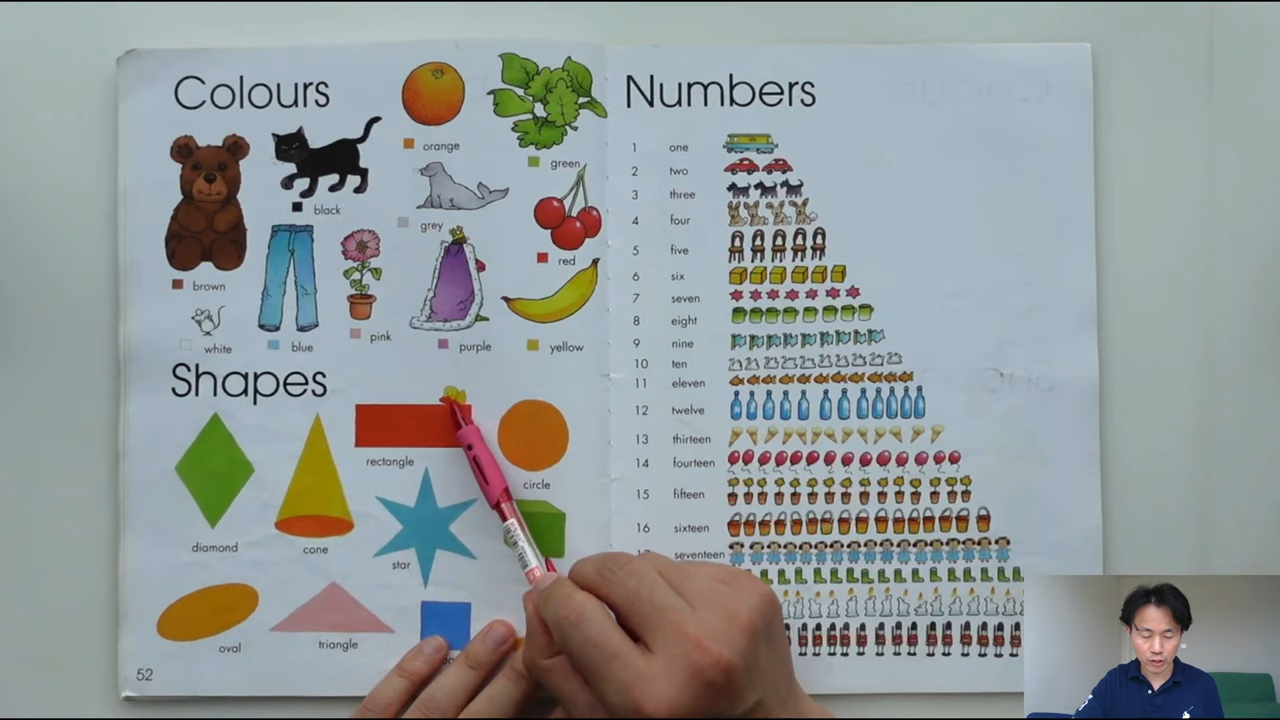 Colours
orange
green
black
grey
red
brown
white
blue
pink
purple
yellow
Shapes
rectangle
circle
diamond
cone
star
oval
triangle
52
Numbers
1 one
2 two
3 three
4 four
5 five
6 six
7 seven
8 eight
9 nine
10 ten
11 eleven
12 twelve
13 thirteen
14 fourteen
15 fifteen
16 sixteen
17 seventeen